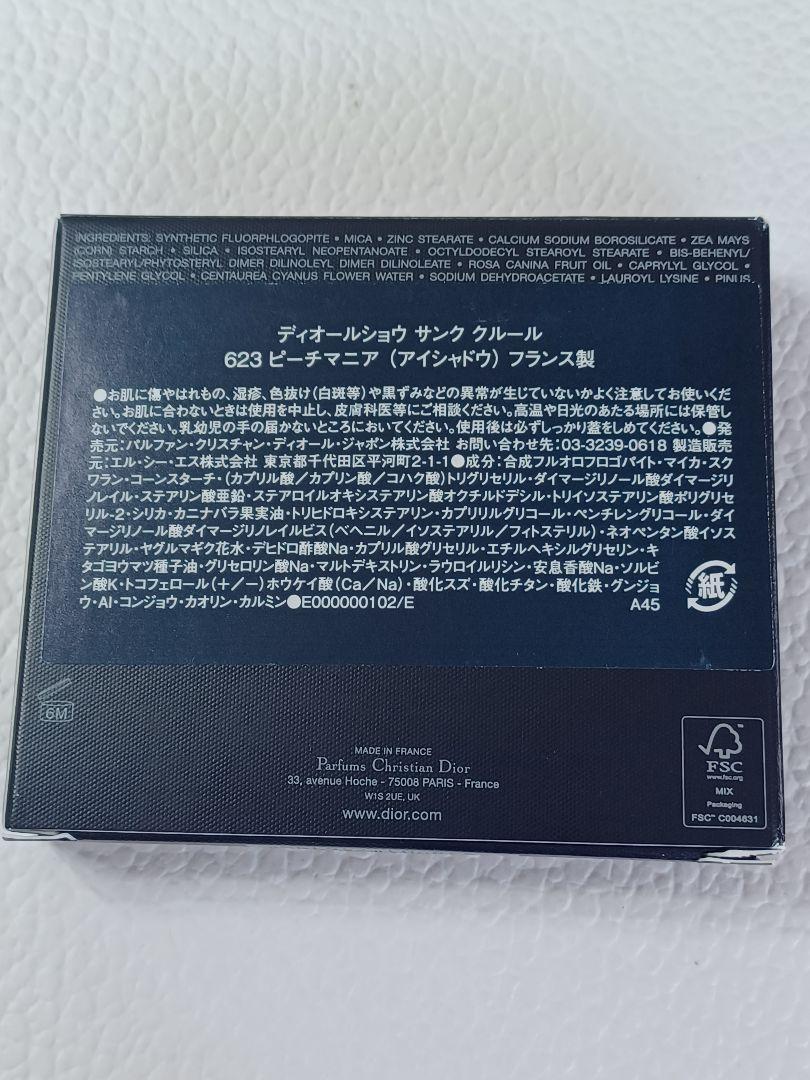 INGREDIENTS: SYNTHETIC FLUORPHLOGOPITE • MICA • ZINC STEARATE • CALCIUM SODIUM BOROSILICATE • ZEA MAYS
(CORN) STARCH • SILICA • ISOSTEARYL NEOPENTANOATE • OCTYLDODECYL STEAROYL STEARATE • BIS-BEHENYL/
ISOSTEARYL/PHYTOSTERYL DIMER DILINOLEYL DIMER DILINOLEATE • ROSA CANINA FRUIT OIL • CAPRYLYL GLYCOL •
PENTYLENE GLYCOL • CENTAUREA CYANUS FLOWER WATER • SODIUM DEHYDROACETATE • LAUROYL LYSINE • PINUS
ディオールショウ サンク クルール
623 ピーチマニア（アイシャドウ）フランス製
●お肌に傷やはれもの、湿疹、色抜け（白斑等）や黒ずみなどの異常が生じていないかよく注意してお使いくだ
さい。お肌に合わないときは使用を中止し、皮膚科医等にご相談ください。高温や日光のあたる場所には保管し
ないでください。乳幼児の手の届かないところにおいてください。使用後は必ずしっかり蓋をしめてください。●発
売元：パルファン・クリスチャン・ディオール・ジャポン株式会社 お問い合わせ先：03-3239-0618 製造販売
元：エル・シー・エス株式会社 東京都千代田区平河町2-1-1●成分：合成フルオロフロゴパイト・マイカ・スク
ワラン・コーンスターチ・（カプリル酸／カプリン酸／コハク酸）トリグリセリル・ダイマージリノール酸ダイマージリ
ノレイル・ステアリン酸亜鉛・ステアロイルオキシステアリン酸オクチルドデシル・トリイソステアリン酸ポリグリセ
リル-2・シリカ・カニナバラ果実油・トリヒドロキシステアリン・カプリリルグリコール・ペンチレングリコール・ダイ
マージリノール酸ダイマージリノレイルビス（ベヘニル／イソステアリル／フィトステリル）・ネオペンタン酸イソス
テアリル・ヤグルマギク花水・デヒドロ酢酸Na・カプリル酸グリセリル・エチルヘキシルグリセリン・キ
タゴヨウマツ種子油・グリセロリン酸Na・マルトデキストリン・ラウロイルリシン・安息香酸Na・ソルビ
ン酸K・トコフェロール（＋／－）ホウケイ酸（Ca／Na）・酸化スズ・酸化チタン・酸化鉄・グンジョ
ウ・Al・コンジョウ・カオリン・カルミン●E000000102/E
A45
紙
6M
MADE IN FRANCE
Parfums Christian Dior
33, avenue Hoche - 75008 PARIS - France
W1S 2UE, UK
www.dior.com
FSC
www.fsc.org
MIX
Packaging
FSC™ C004631